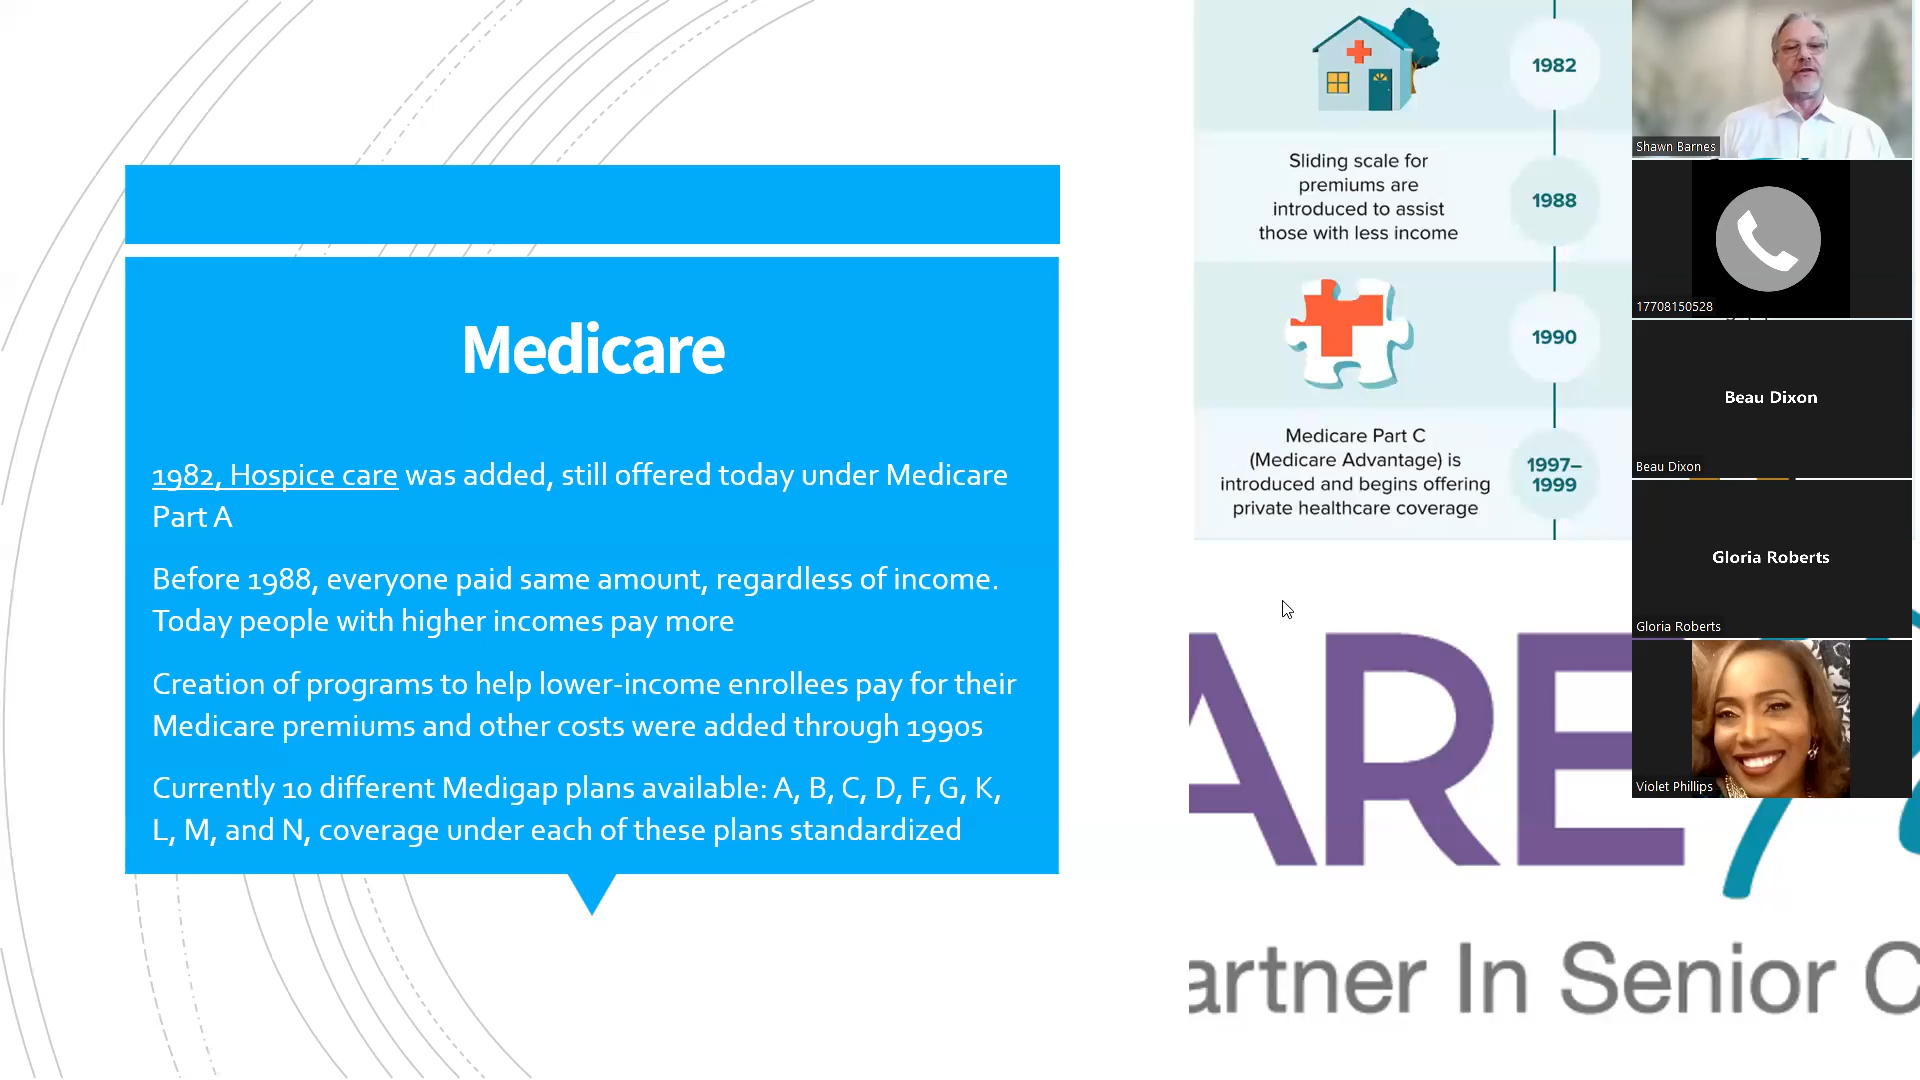 Medicare
1982, Hospice care was added, still offered today under Medicare
Part A
Before 1988, everyone paid same amount, regardless of income.
Today people with higher incomes pay more
Creation of programs to help lower-income enrollees pay for their
Medicare premiums and other costs were added through 1990s
Currently 10 different Medigap plans available: A, B, C, D, F, G, K,
L, M, and N, coverage under each of these plans standardized
1982
Sliding scale for
premiums are
introduced to assist
those with less income
1988
1990
Medicare Part C
(Medicare Advantage) is
introduced and begins offering
private healthcare coverage
1997–
1999
ARE
artner In Senior C
Shawn Barnes
17708150528
Beau Dixon
Beau Dixon
Gloria Roberts
Gloria Roberts
Violet Phillips